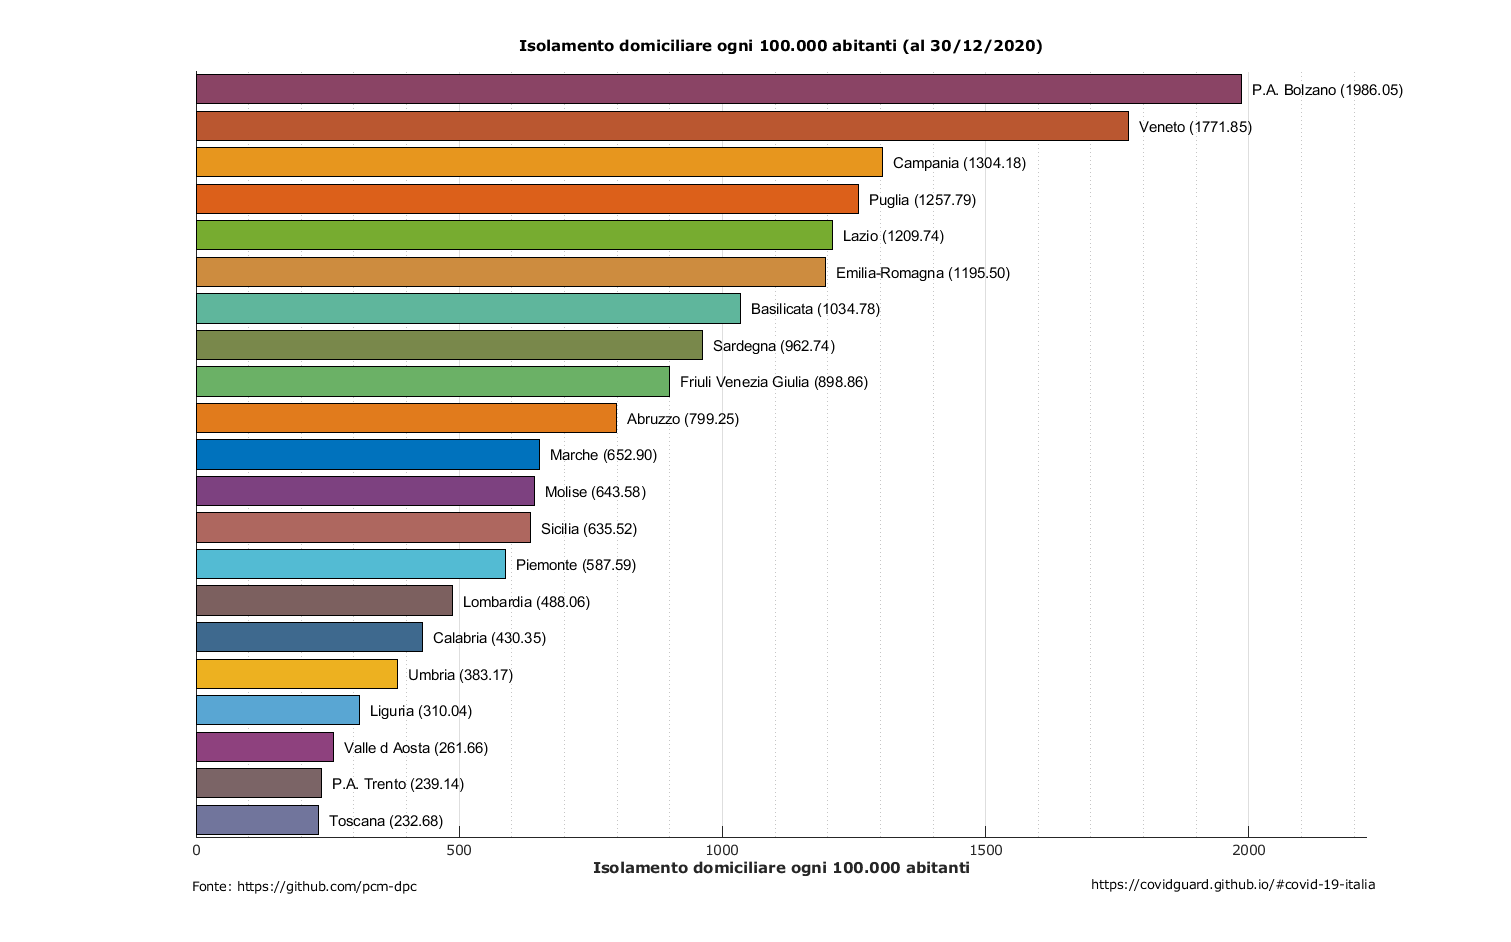 Isolamento domiciliare ogni 100.000 abitanti (al 30/12/2020)
P.A. Bolzano (1986.05)
Veneto (1771.85)
Campania (1304.18)
Puglia (1257.79)
Lazio (1209.74)
Emilia-Romagna (1195.50)
Basilicata (1034.78)
Sardegna (962.74)
Friuli Venezia Giulia (898.86)
Abruzzo (799.25)
Marche (652.90)
Molise (643.58)
Sicilia (635.52)
Piemonte (587.59)
Lombardia (488.06)
Calabria (430.35)
Umbria (383.17)
Liguria (310.04)
Valle d Aosta (261.66)
P.A. Trento (239.14)
Toscana (232.68)
0 500 1000 1500 2000
Isolamento domiciliare ogni 100.000 abitanti
Fonte: https://github.com/pcm-dpc
https://covidguard.github.io/#covid-19-italia